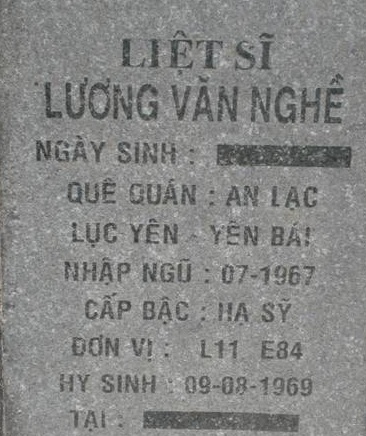 LIỆT SĨ
LƯƠNG VĂN NGHỀ
NGÀY SINH :
QUÊ QUÁN : AN LẠC
LỤC YÊN - YÊN BÁI
NHẬP NGŨ : 07-1967
CẤP BẬC : HẠ SỸ
ĐƠN VỊ : L11 E84
HY SINH : 09-08-1969
TẠI :